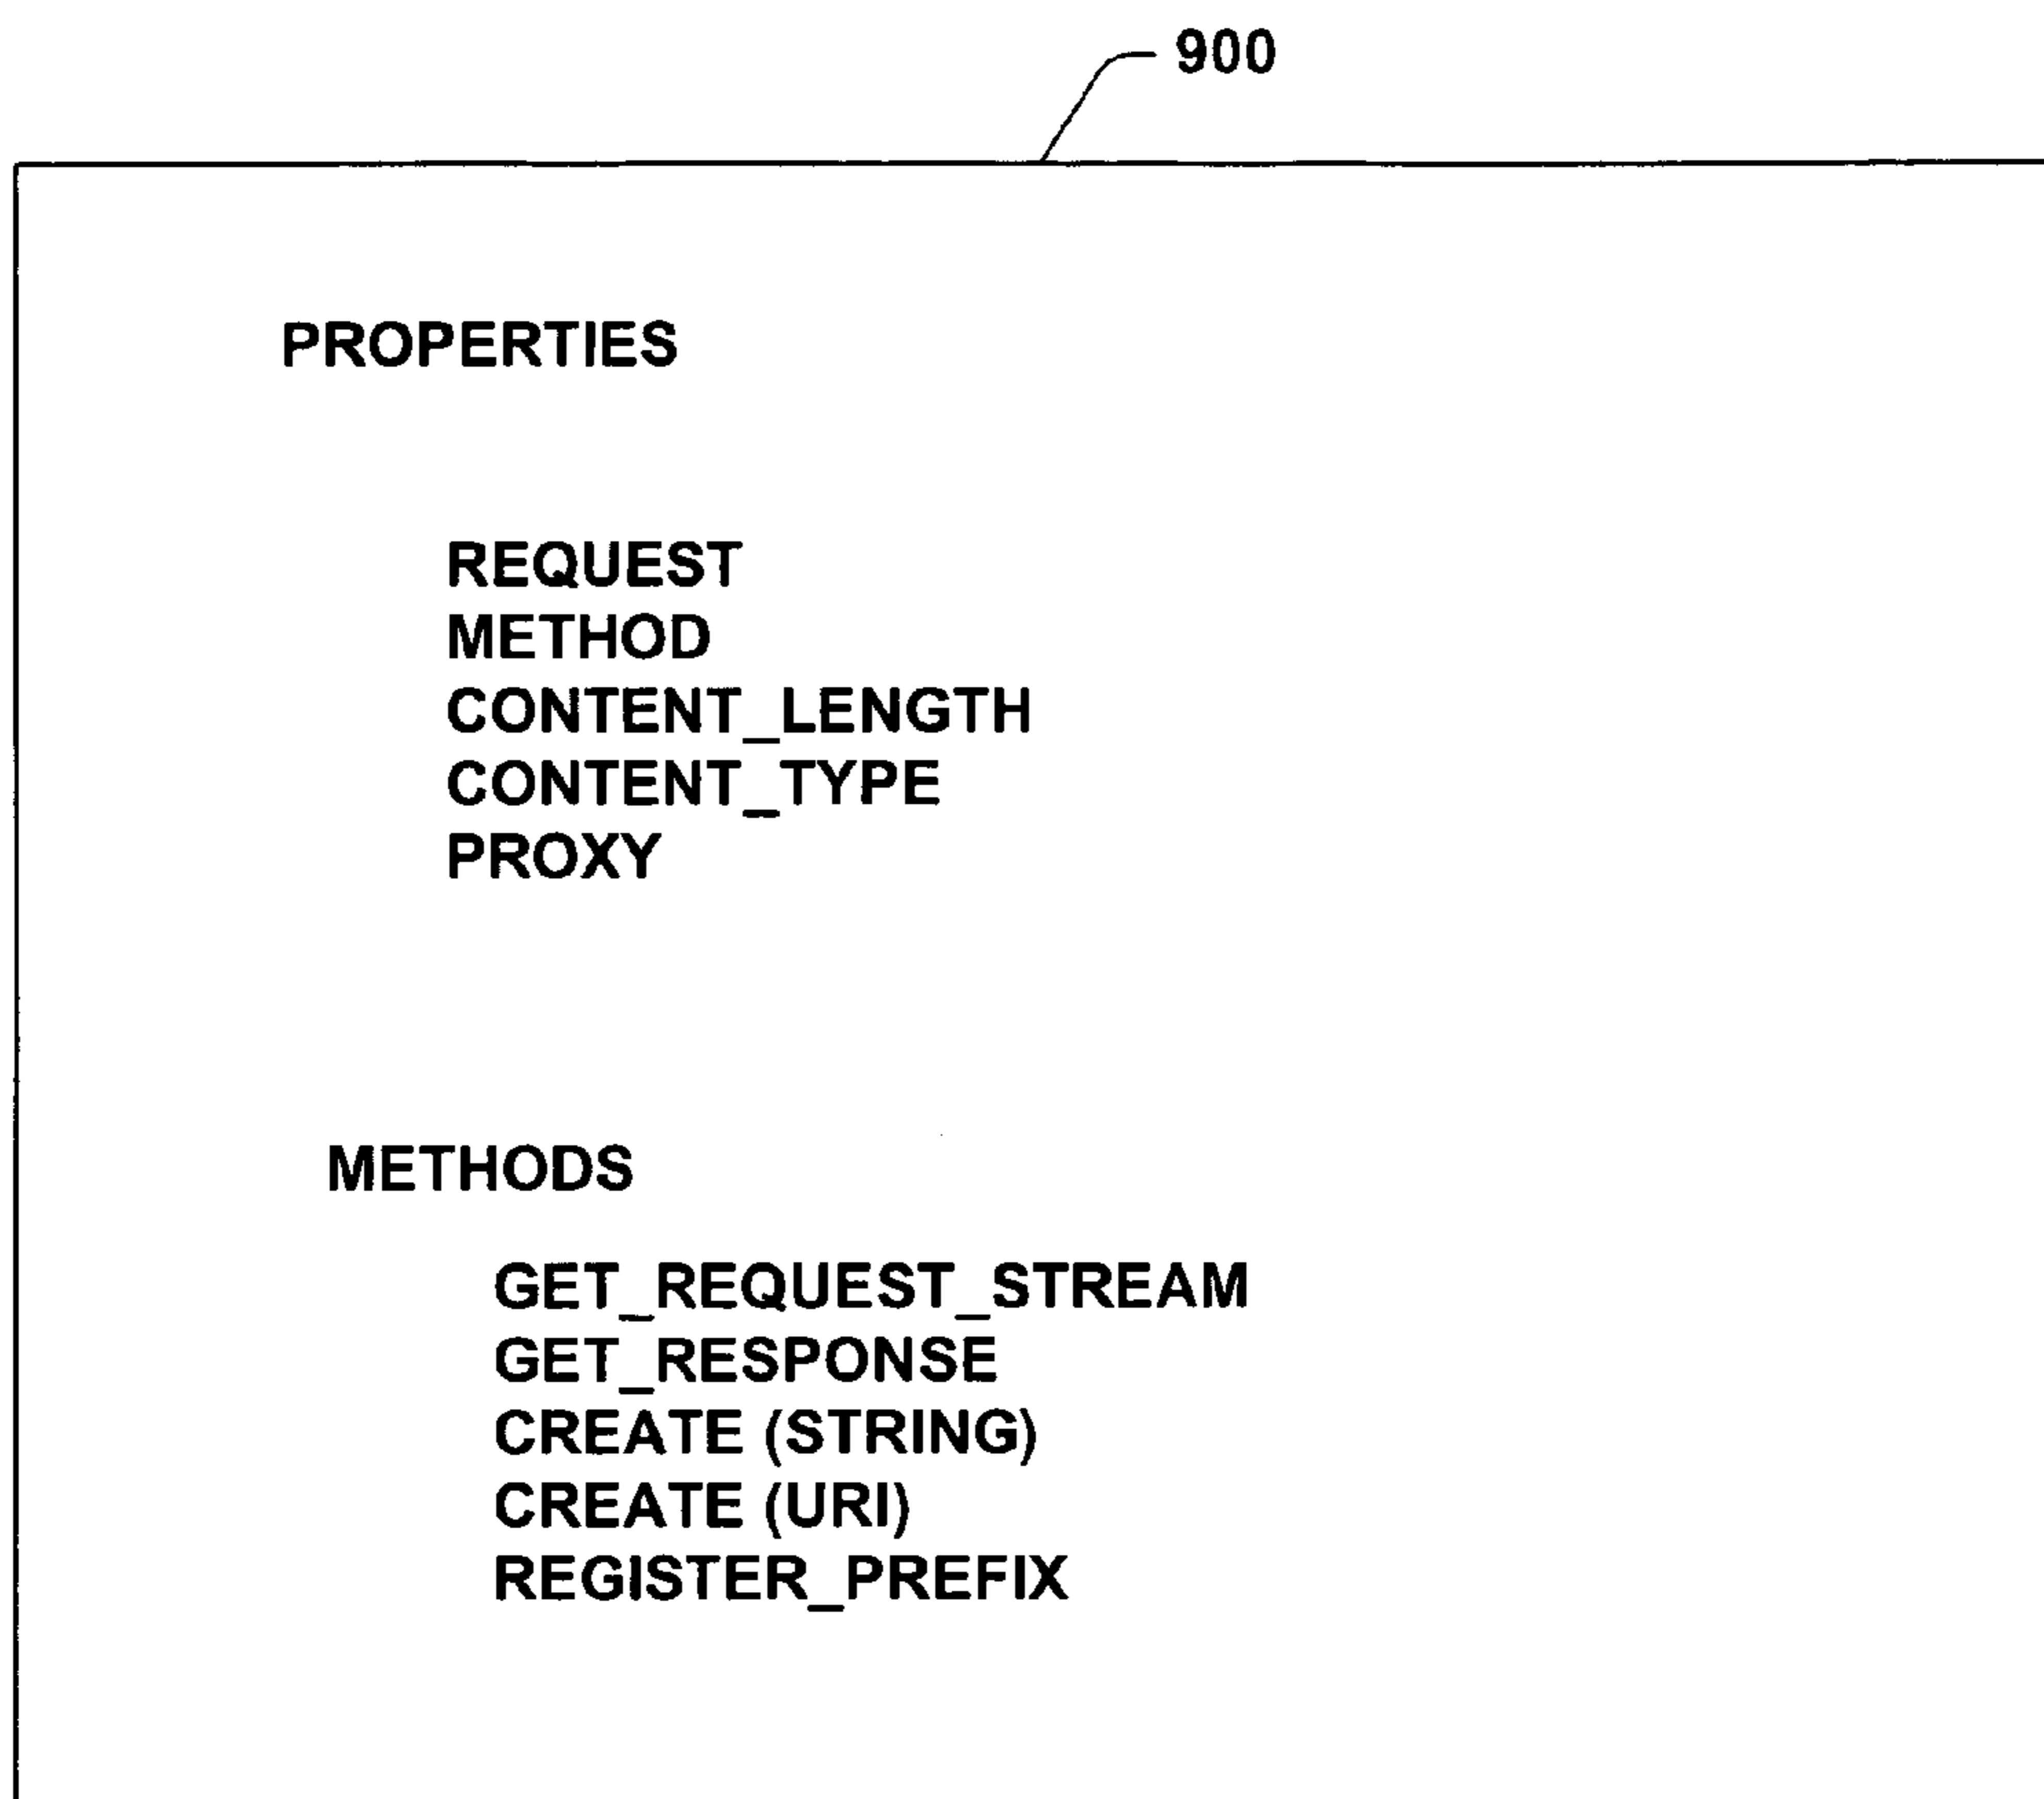 900
PROPERTIES
REQUEST
METHOD
CONTENT_LENGTH
CONTENT_TYPE
PROXY
METHODS
GET_REQUEST_STREAM
GET_RESPONSE
CREATE (STRING)
CREATE (URI)
REGISTER_PREFIX